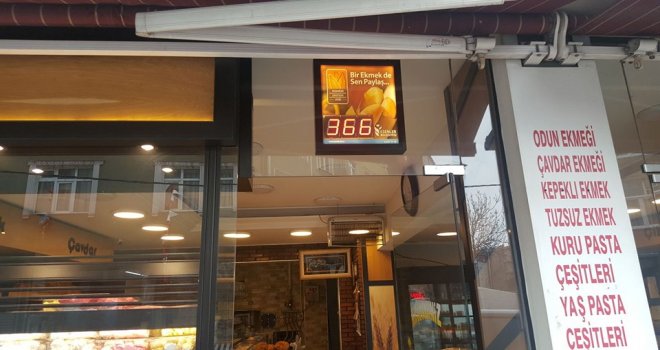 Bir Ekmek de
Sen Paylaş...
366
ESENLER
Çavdar
ODUN EKMEĞİ
ÇAVDAR EKMEĞİ
KEPEKLİ EKMEK
TUZSUZ EKMEK
KURU PASTA
ÇEŞİTLERİ
YAŞ PASTA
ÇEŞİTLERİ